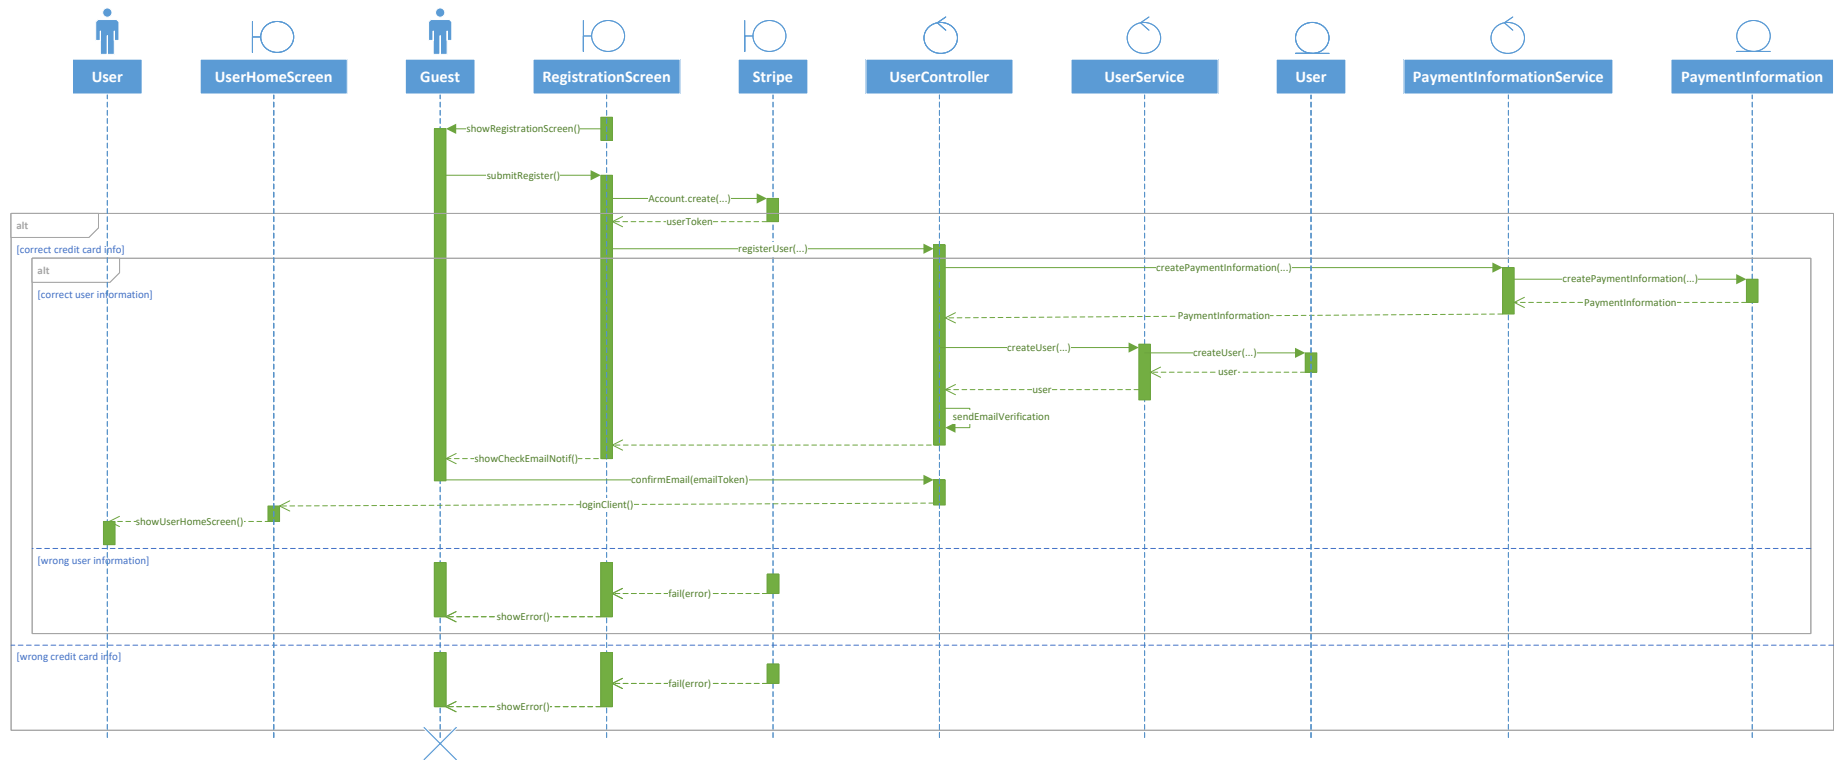 User
UserHomeScreen
Guest
RegistrationScreen
Stripe
UserController
UserService
User
PaymentInformationService
PaymentInformation
showRegistrationScreen()
submitRegister()
Account.create(...)
userToken
alt
[correct credit card info]
registerUser(...)
alt
createPaymentInformation(...)
createPaymentInformation(...)
[correct user information]
PaymentInformation
PaymentInformation
createUser(...)
createUser(...)
user
user
sendEmailVerification
showCheckEmailNotif()
confirmEmail(emailToken)
loginClient()
showUserHomeScreen()
[wrong user information]
fail(error)
showError()
[wrong credit card info]
fail(error)
showError()